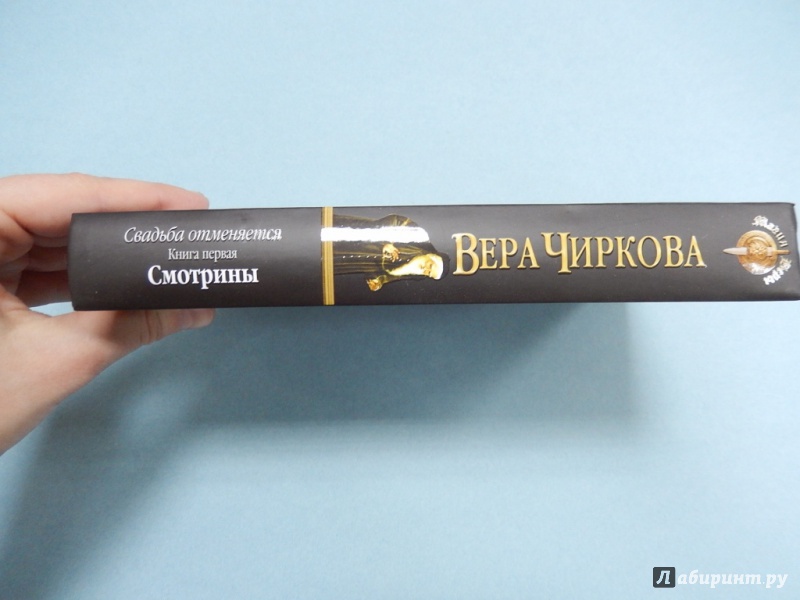 Свадьба отменяется
Книга первая
Смотрины
ВЕРА ЧИРКОВА
Лабиринт.ру